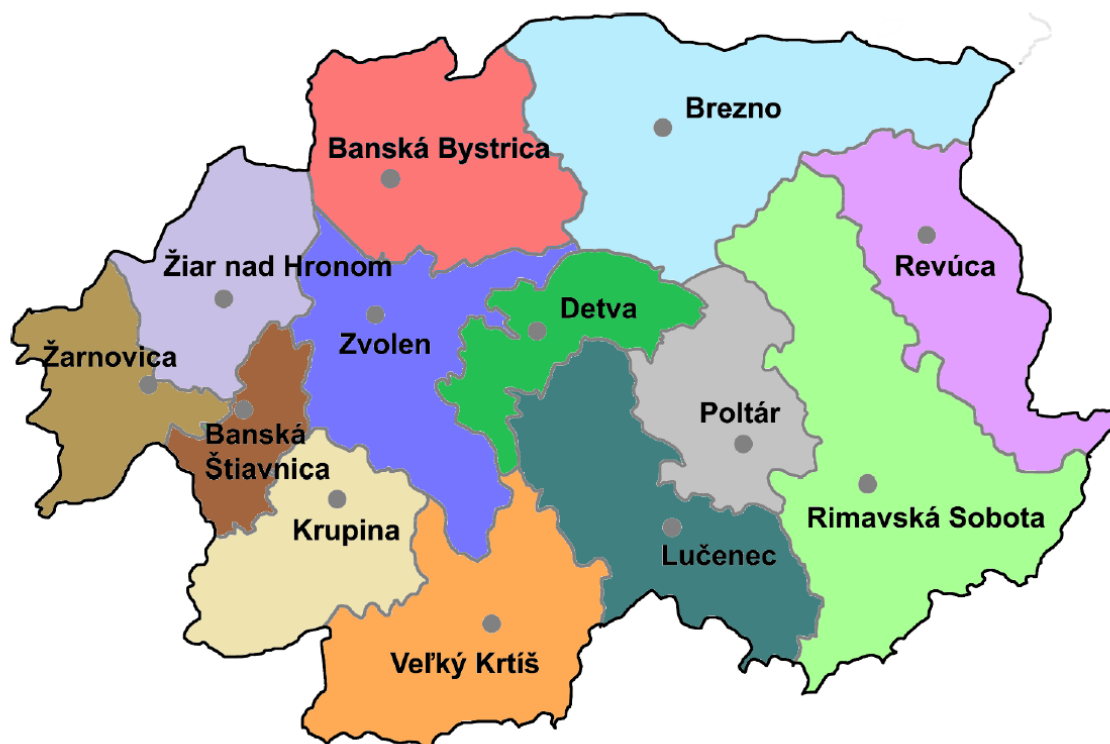 Brezno
Banská Bystrica
Žiar nad Hronom
Revúca
Detva
Zvolen
Žarnovica
Poltár
Banská
Štiavnica
Krupina
Rimavská Sobota
Lučenec
Veľký Krtíš